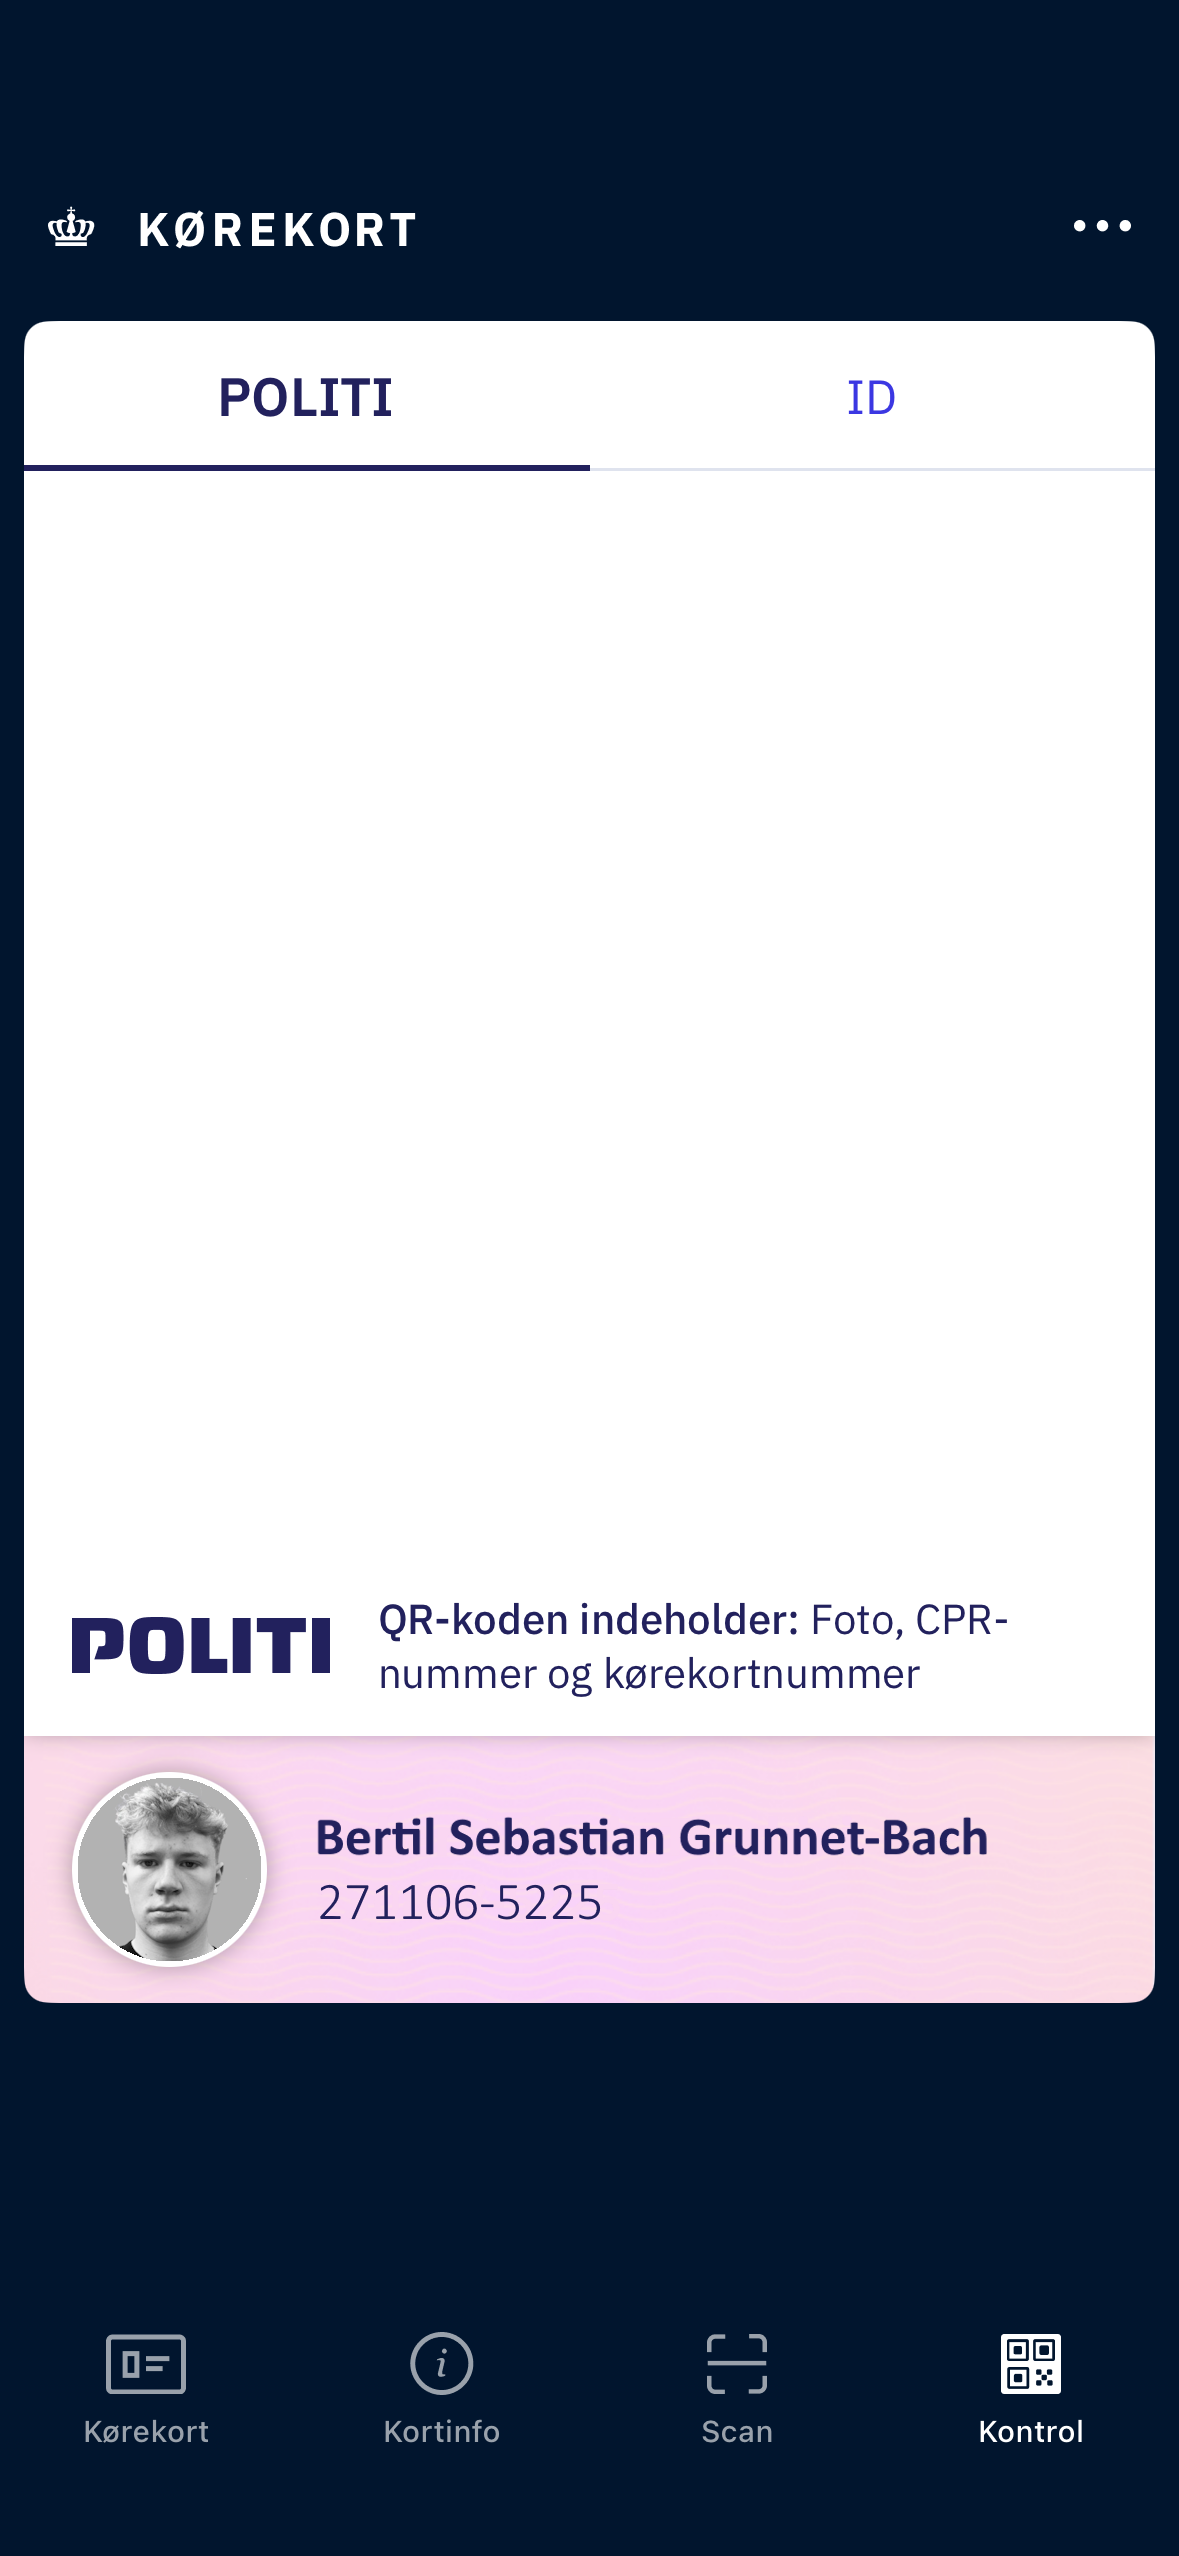 KØREKORT
POLITI
ID
POLITI
QR-koden indeholder: Foto, CPR-
nummer og kørekortnummer
Bertil Sebastian Grunnet-Bach
271106-5225
Kørekort
Kortinfo
Scan
Kontrol